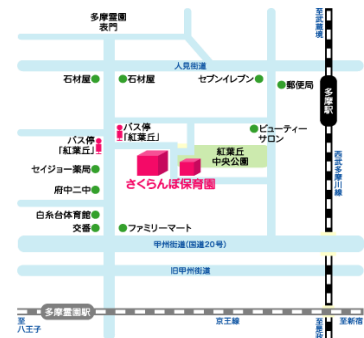 多摩霊園
表門
至武蔵境
人見街道
石材屋
石材屋
セブンイレブン
郵便局
多摩駅
バス停
「紅葉丘」
バス停
「紅葉丘」
ビューティー
サロン
紅葉丘
中央公園
西武多摩川線
セイジョー薬局
さくらんぼ保育園
府中二中
白糸台体育館
交番
ファミリーマート
甲州街道(国道20号)
旧甲州街道
多摩霊園駅
至
八王子
京王線
至是政
至新宿